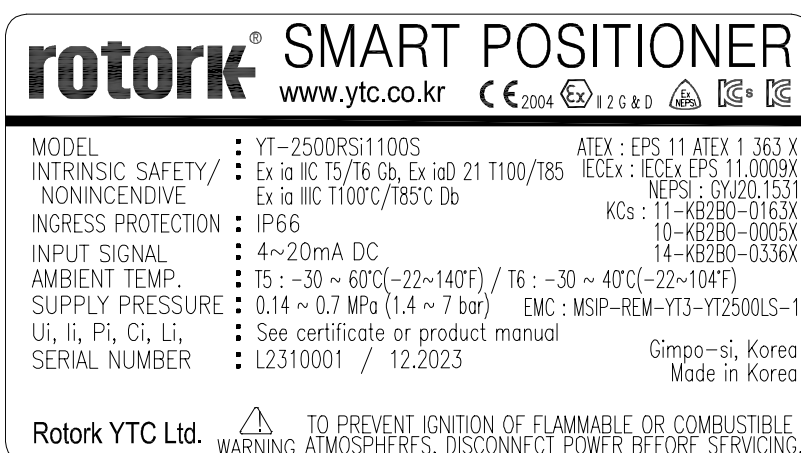 rotork® SMART POSITIONER
www.ytc.co.kr CE 2004 Ex II 2 G & D Ex NEPSI KCs KC
MODEL : YT-2500RSi1100S ATEX : EPS 11 ATEX 1 363 X
INTRINSIC SAFETY/ : Ex ia IIC T5/T6 Gb, Ex iaD 21 T100/T85 IECEx : IECEx EPS 11.0009X
NONINCENDIVE Ex ia IIIC T100°C/T85°C Db NEPSI : GYJ20.1531
KCs : 11-KB2BO-0163X
INGRESS PROTECTION : IP66 10-KB2BO-0005X
INPUT SIGNAL : 4~20mA DC 14-KB2BO-0336X
AMBIENT TEMP. : T5 : -30 ~ 60°C(-22~140°F) / T6 : -30 ~ 40°C(-22~104°F)
SUPPLY PRESSURE : 0.14 ~ 0.7 MPa (1.4 ~ 7 bar) EMC : MSIP-REM-YT3-YT2500LS-1
Ui, Ii, Pi, Ci, Li, : See certificate or product manual
SERIAL NUMBER : L2310001 / 12.2023 Gimpo-si, Korea
Made in Korea
Rotork YTC Ltd. WARNING TO PREVENT IGNITION OF FLAMMABLE OR COMBUSTIBLE
ATMOSPHERES, DISCONNECT POWER BEFORE SERVICING.